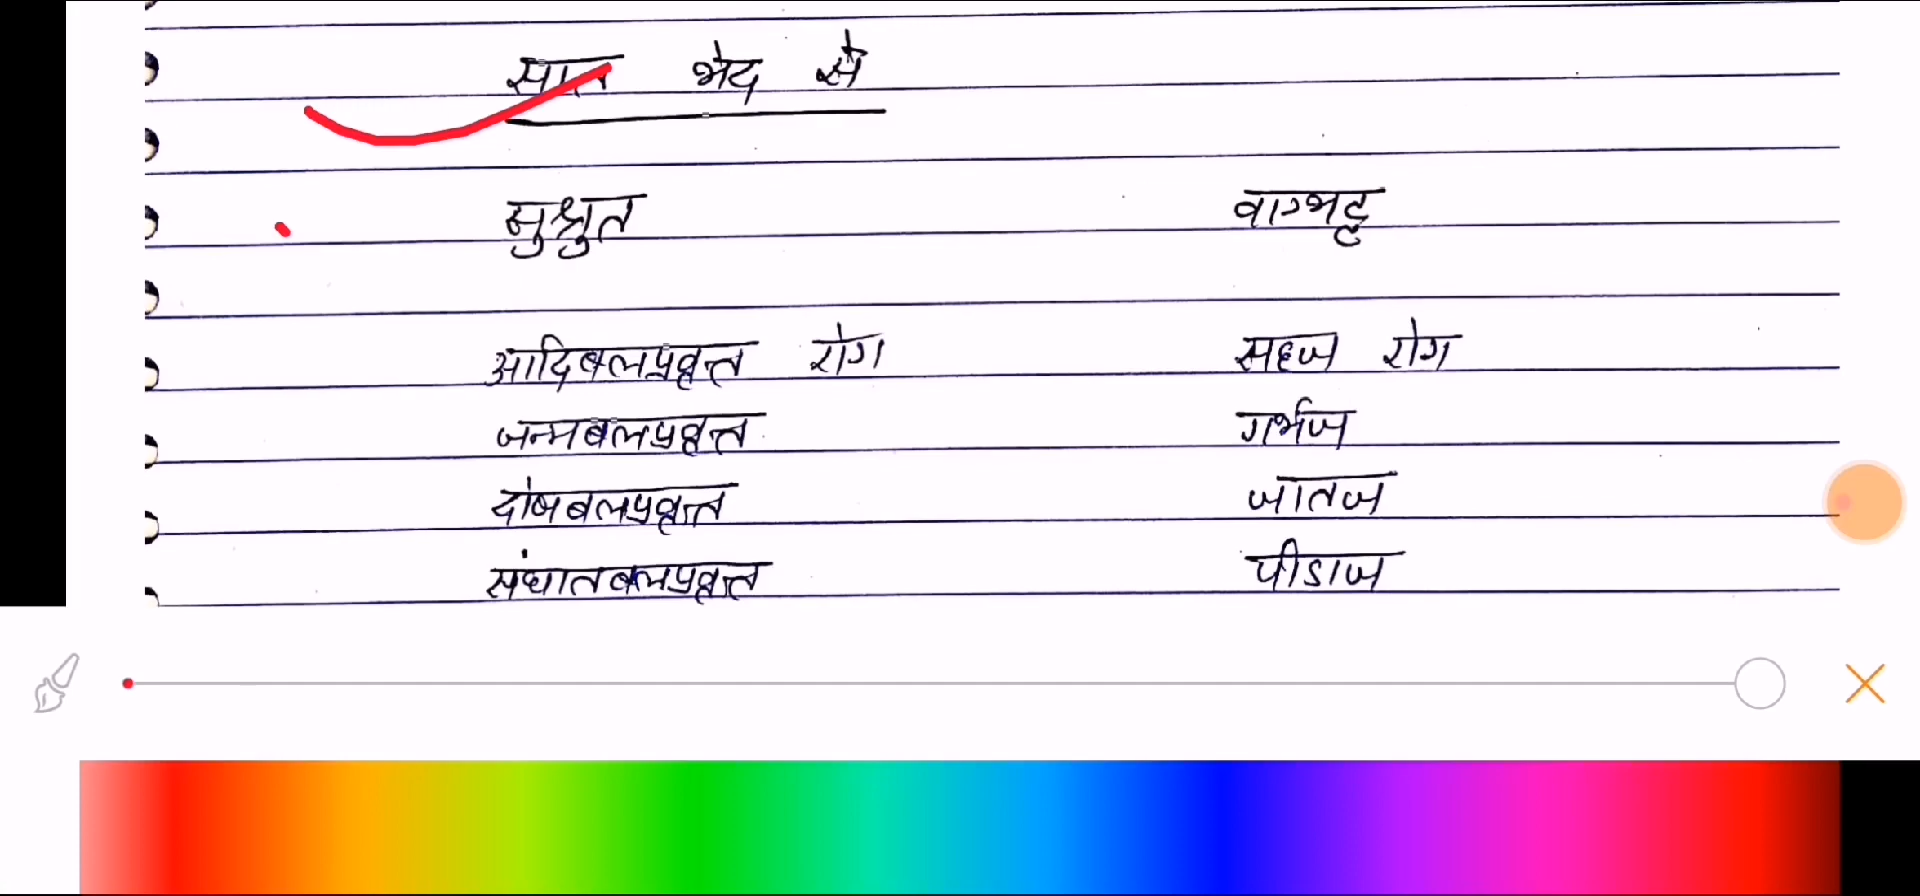 सात भेद से
सुश्रुत वाग्भट्ट
आदिबलप्रवृत्त रोग सहज रोग
जन्मबलप्रवृत्त गर्भज
दोषबलप्रवृत्त जातज
संघातबलप्रवृत्त पीडाज